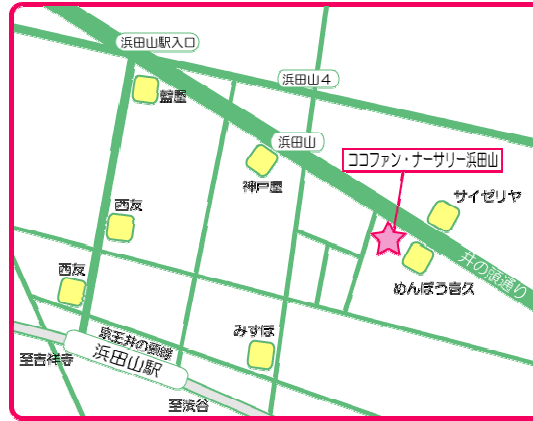 浜田山駅入口
藍屋
浜田山4
浜田山
ココファン・ナーサリー浜田山
神戸屋
サイゼリヤ
西友
井の頭通り
めんぼう喜久
西友
みずほ
京王井の頭線
浜田山駅
至吉祥寺
至渋谷